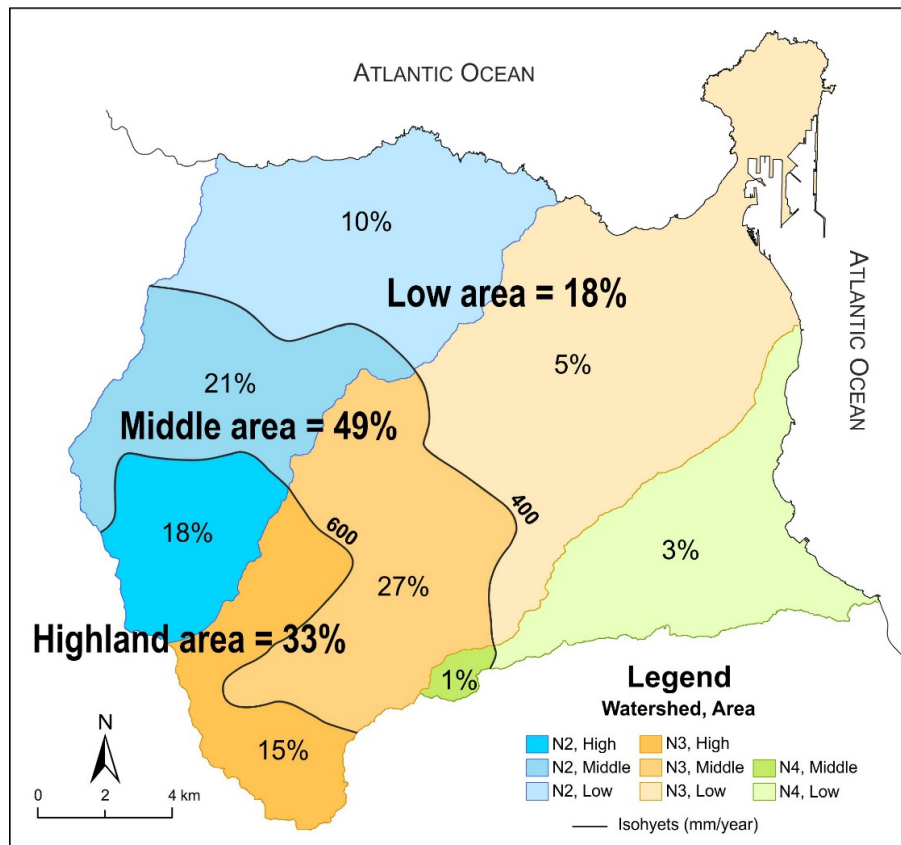 ATLANTIC OCEAN
10%
Low area = 18%
ATLANTIC OCEAN
5%
21%
Middle area = 49%
400
600
18%
3%
27%
Highland area = 33%
1%
15%
N
0 2 4 km
Legend
Watershed, Area
N2, High
N3, High
N2, Middle
N3, Middle
N4, Middle
N2, Low
N3, Low
N4, Low
Isohyets (mm/year)